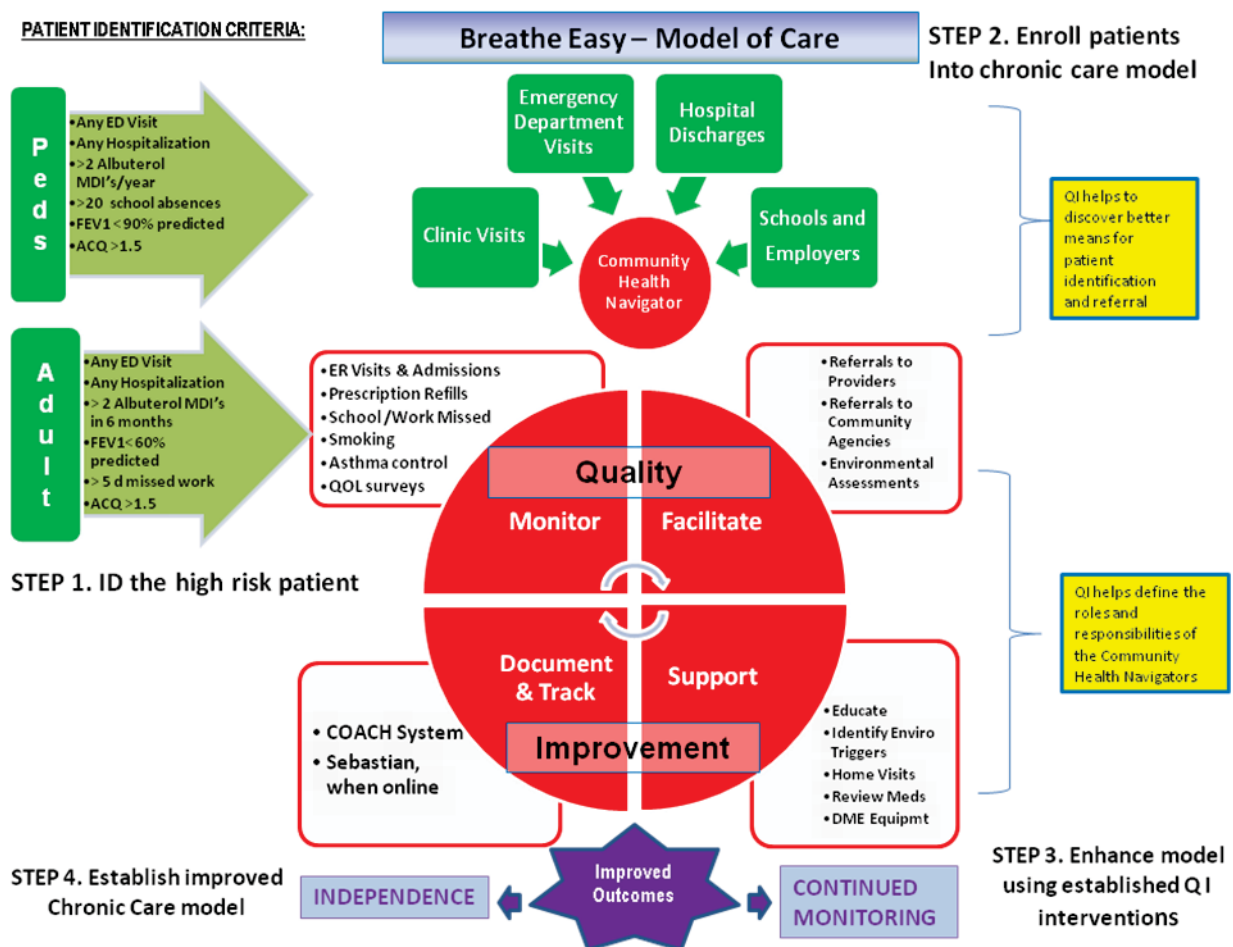 PATIENT IDENTIFICATION CRITERIA:
Breathe Easy – Model of Care
STEP 2. Enroll patients
Into chronic care model
Peds
•Any ED Visit
•Any Hospitalization
•>2 Albuterol
MDI's/year
•>20 school absences
•FEV1 <90% predicted
•ACQ >1.5
Emergency
Department
Visits
Hospital
Discharges
Clinic Visits
Schools and
Employers
Community
Health
Navigator
QI helps to
discover better
means for
patient
identification
and referral
Adult
•Any ED Visit
•Any Hospitalization
•> 2 Albuterol MDI's
in 6 months
•FEV1<60%
predicted
•> 5 d missed work
•ACQ >1.5
STEP 1. ID the high risk patient
•ER Visits & Admissions
•Prescription Refills
•School /Work Missed
•Smoking
•Asthma control
•QOL surveys
•Referrals to
Providers
•Referrals to
Community
Agencies
•Environmental
Assessments
Quality
Monitor
Facilitate
Document
& Track
Support
Improvement
QI helps define the
roles and
responsibilities of
the Community
Health Navigators
• COACH System
• Sebastian,
when online
• Educate
• Identify Enviro
Triggers
• Home Visits
• Review Meds
• DME Equipmt
STEP 4. Establish improved
Chronic Care model
INDEPENDENCE
Improved
Outcomes
CONTINUED
MONITORING
STEP 3. Enhance model
using established Q I
interventions